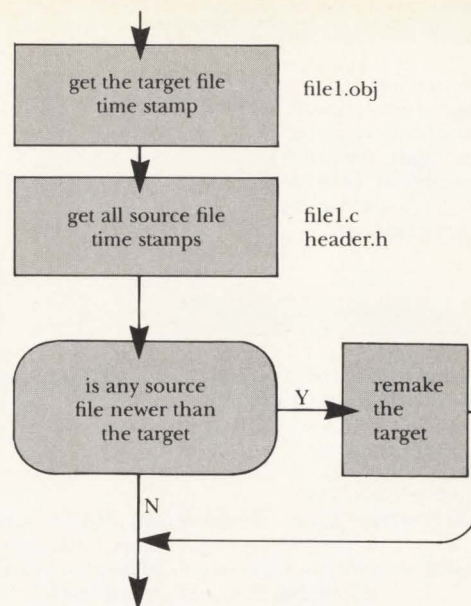 get the target file
time stamp
file1.obj
get all source file
time stamps
file1.c
header.h
is any source
file newer than
the target
Y
remake
the
target
N